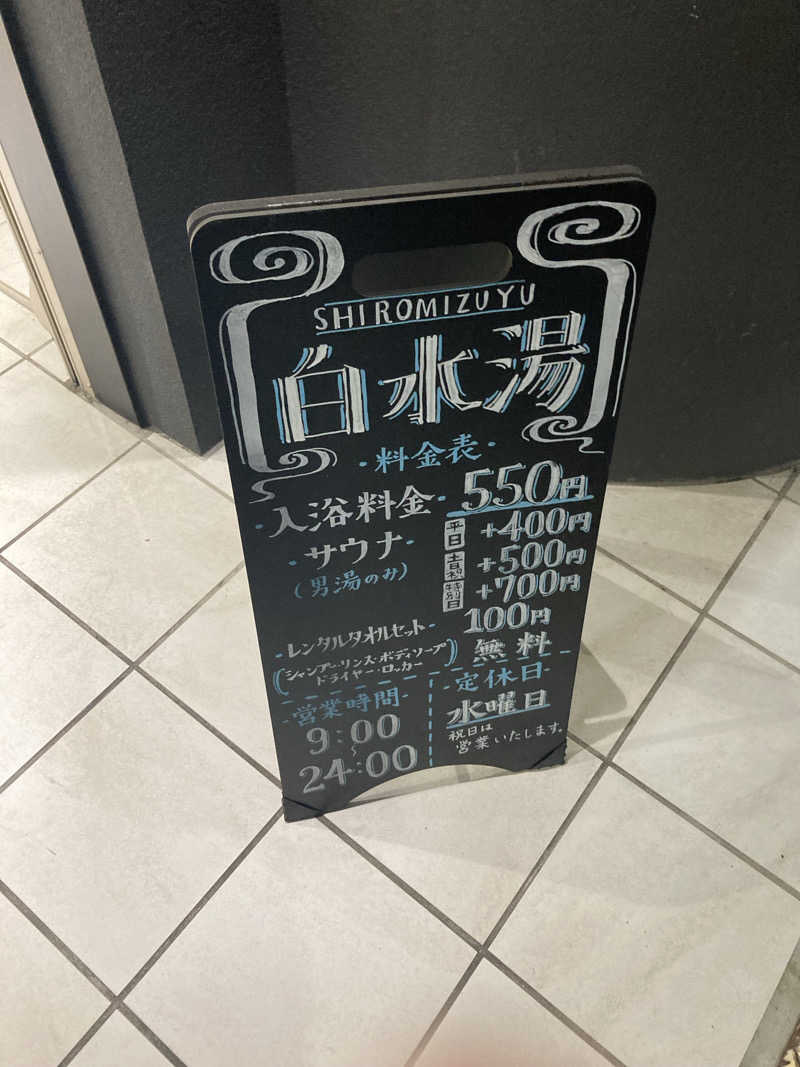 SHIROMIZUYU
白水湯
・料金表・
・入浴料金・ 550円
・サウナ・ 平日 +400円
(男湯のみ) 土日祝 +500円
特別日 +700円
・レンタルタオルセット・ 100円
(シャンプー・リンス・ボディソープ ドライヤー・ロッカー) 無料
・営業時間・
9:00
~
24:00
・定休日・
水曜日
祝日は
営業いたします。